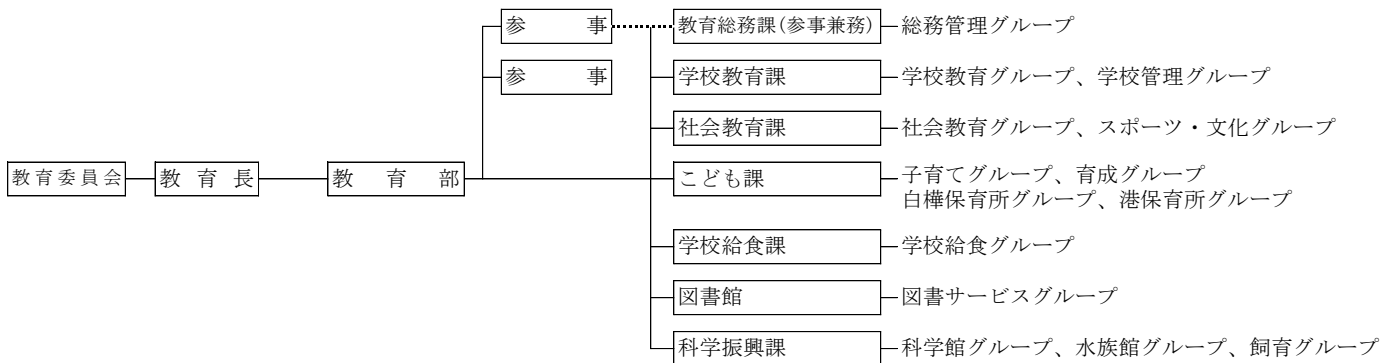 参事 教育総務課(参事兼務) 総務管理グループ
参事 学校教育課 学校教育グループ、学校管理グループ
社会教育課 社会教育グループ、スポーツ・文化グループ
教育委員会 教育長 教育部 こども課 子育てグループ、育成グループ
白樺保育所グループ、港保育所グループ
学校給食課 学校給食グループ
図書館 図書サービスグループ
科学振興課 科学館グループ、水族館グループ、飼育グループ